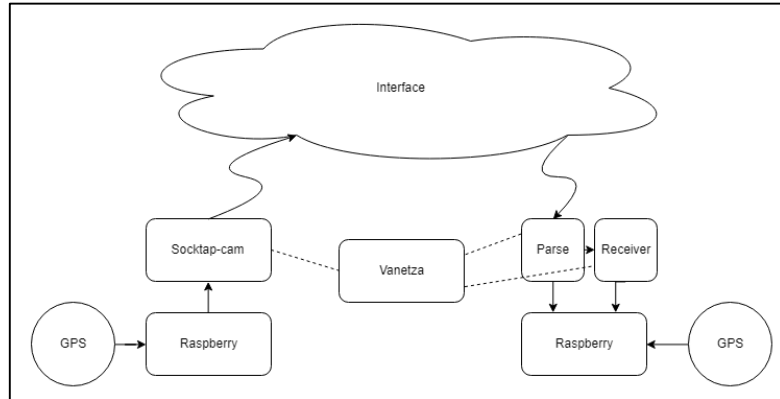 Interface
Socktap-cam
Vanetza
Parse
Receiver
GPS
Raspberry
Raspberry
GPS